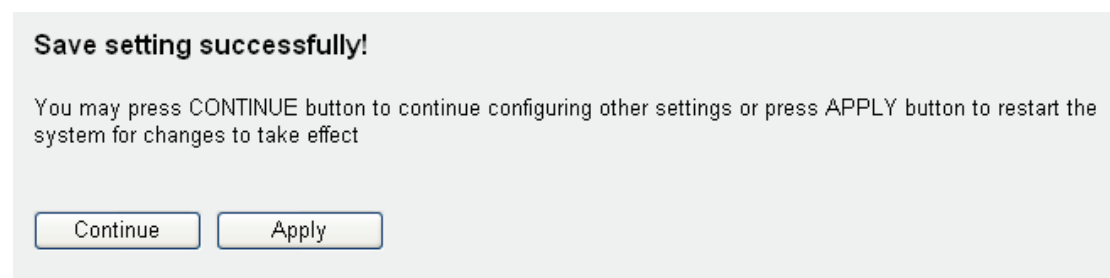 Save setting successfully!
You may press CONTINUE button to continue configuring other settings or press APPLY button to restart the
system for changes to take effect
Continue
Apply